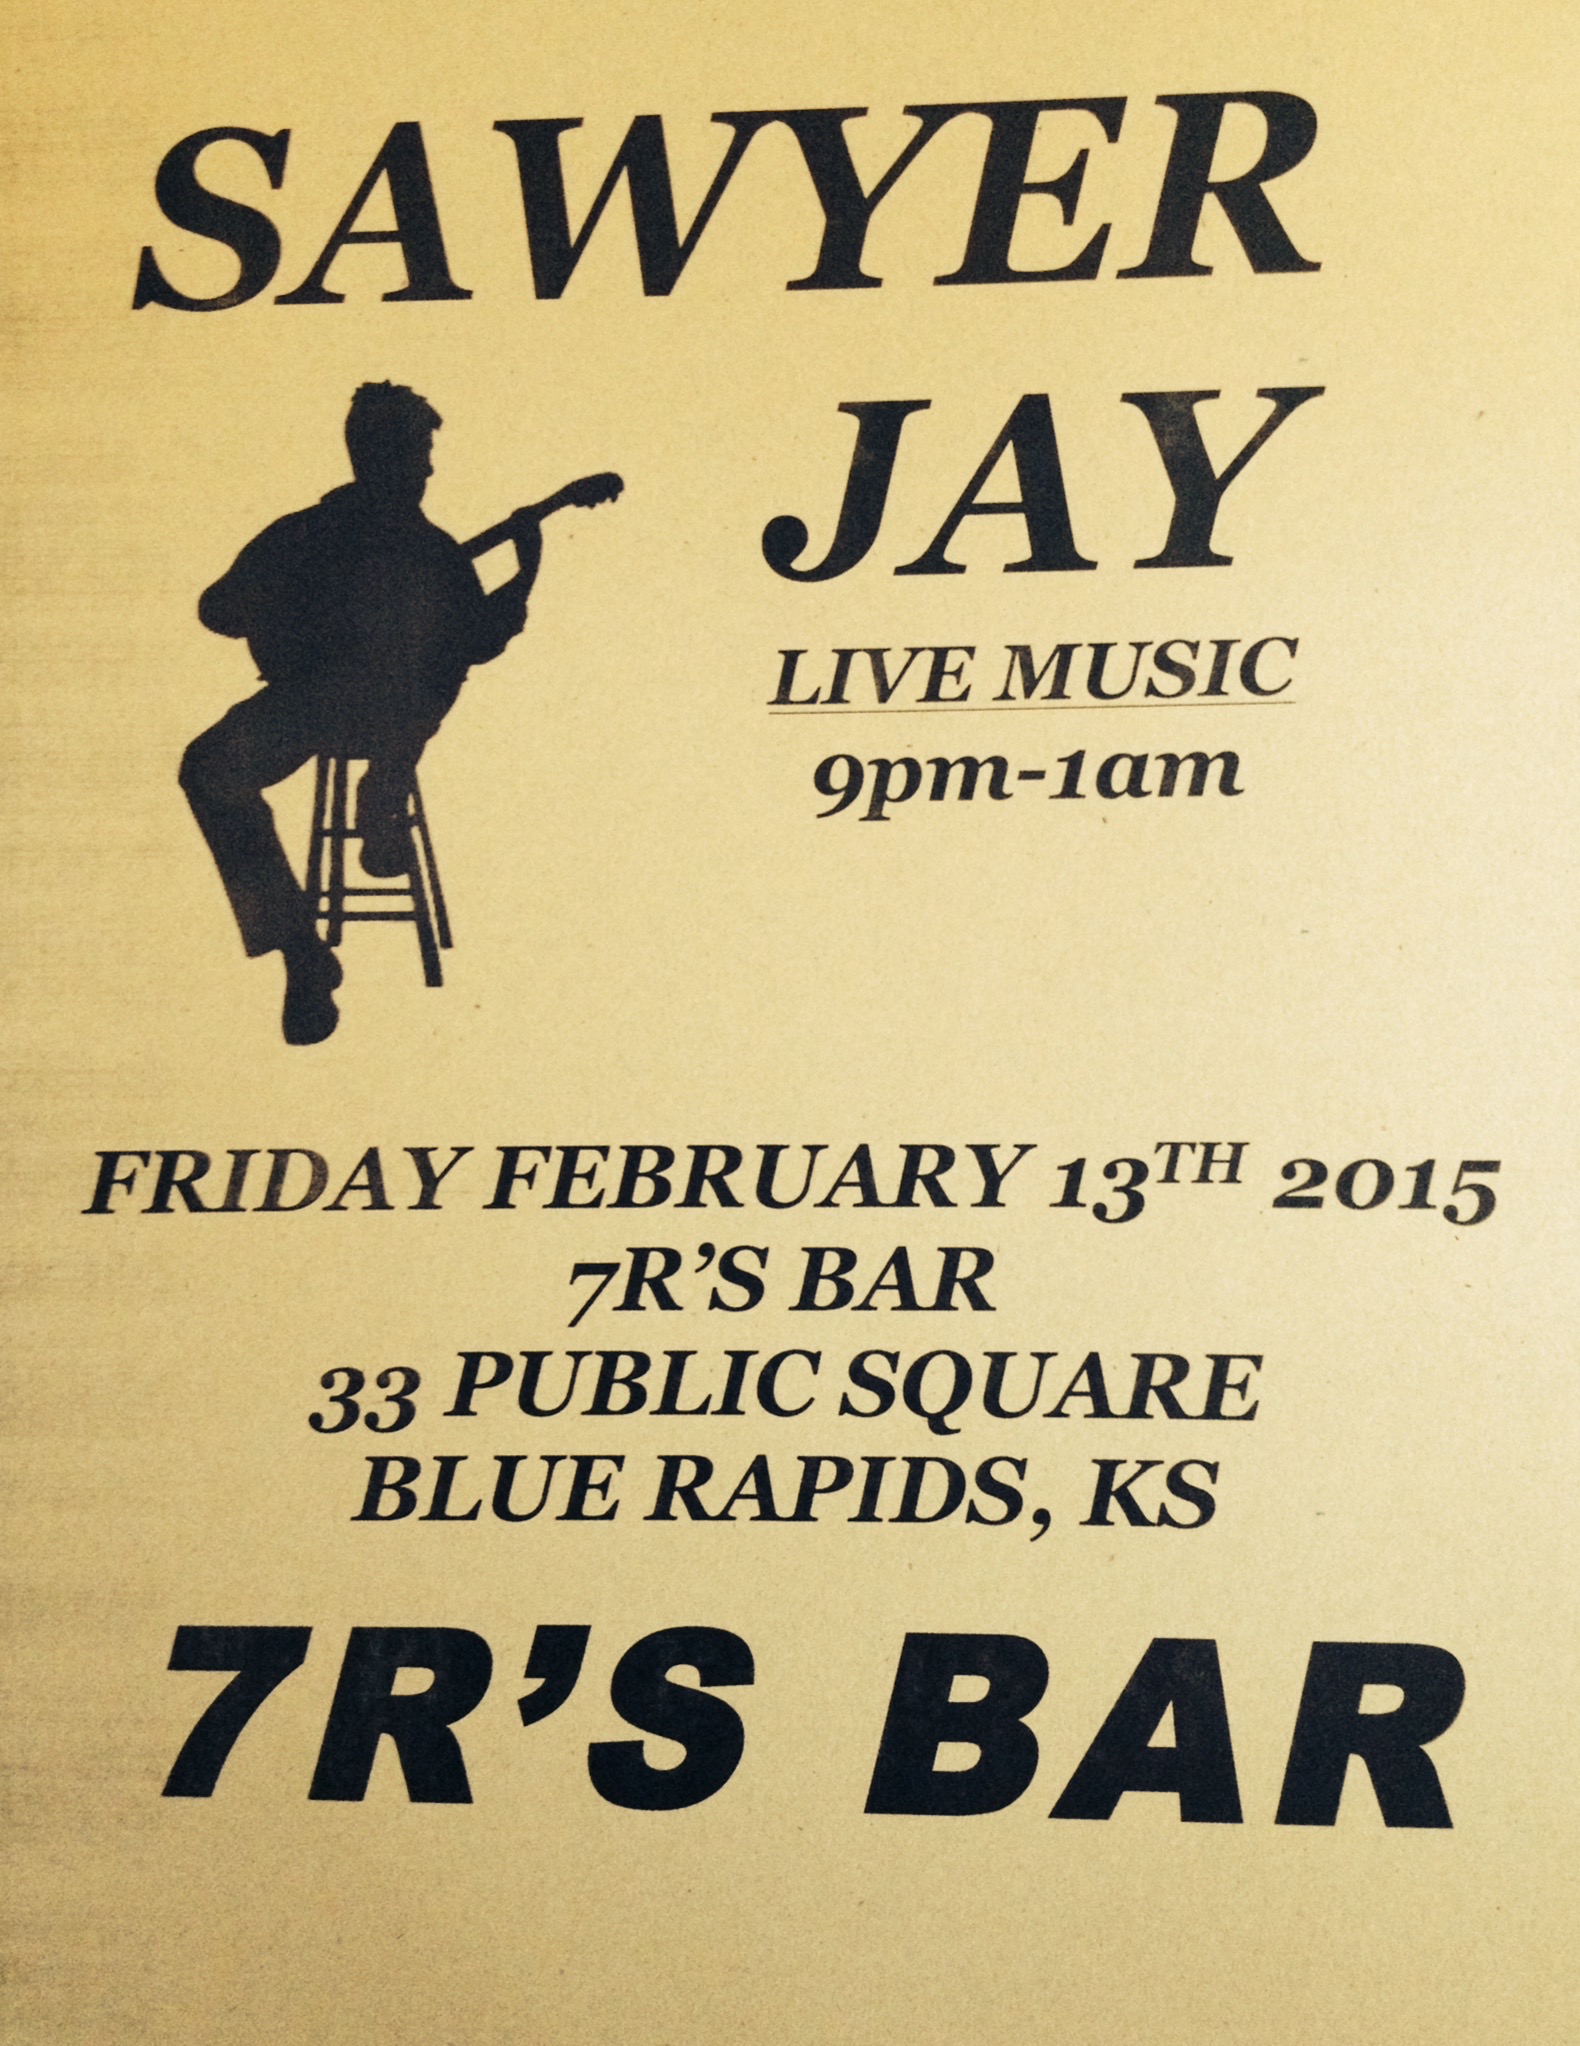 SAWYER
JAY
LIVE MUSIC
9pm-1am
FRIDAY FEBRUARY 13TH 2015
7R'S BAR
33 PUBLIC SQUARE
BLUE RAPIDS, KS
7R'S BAR